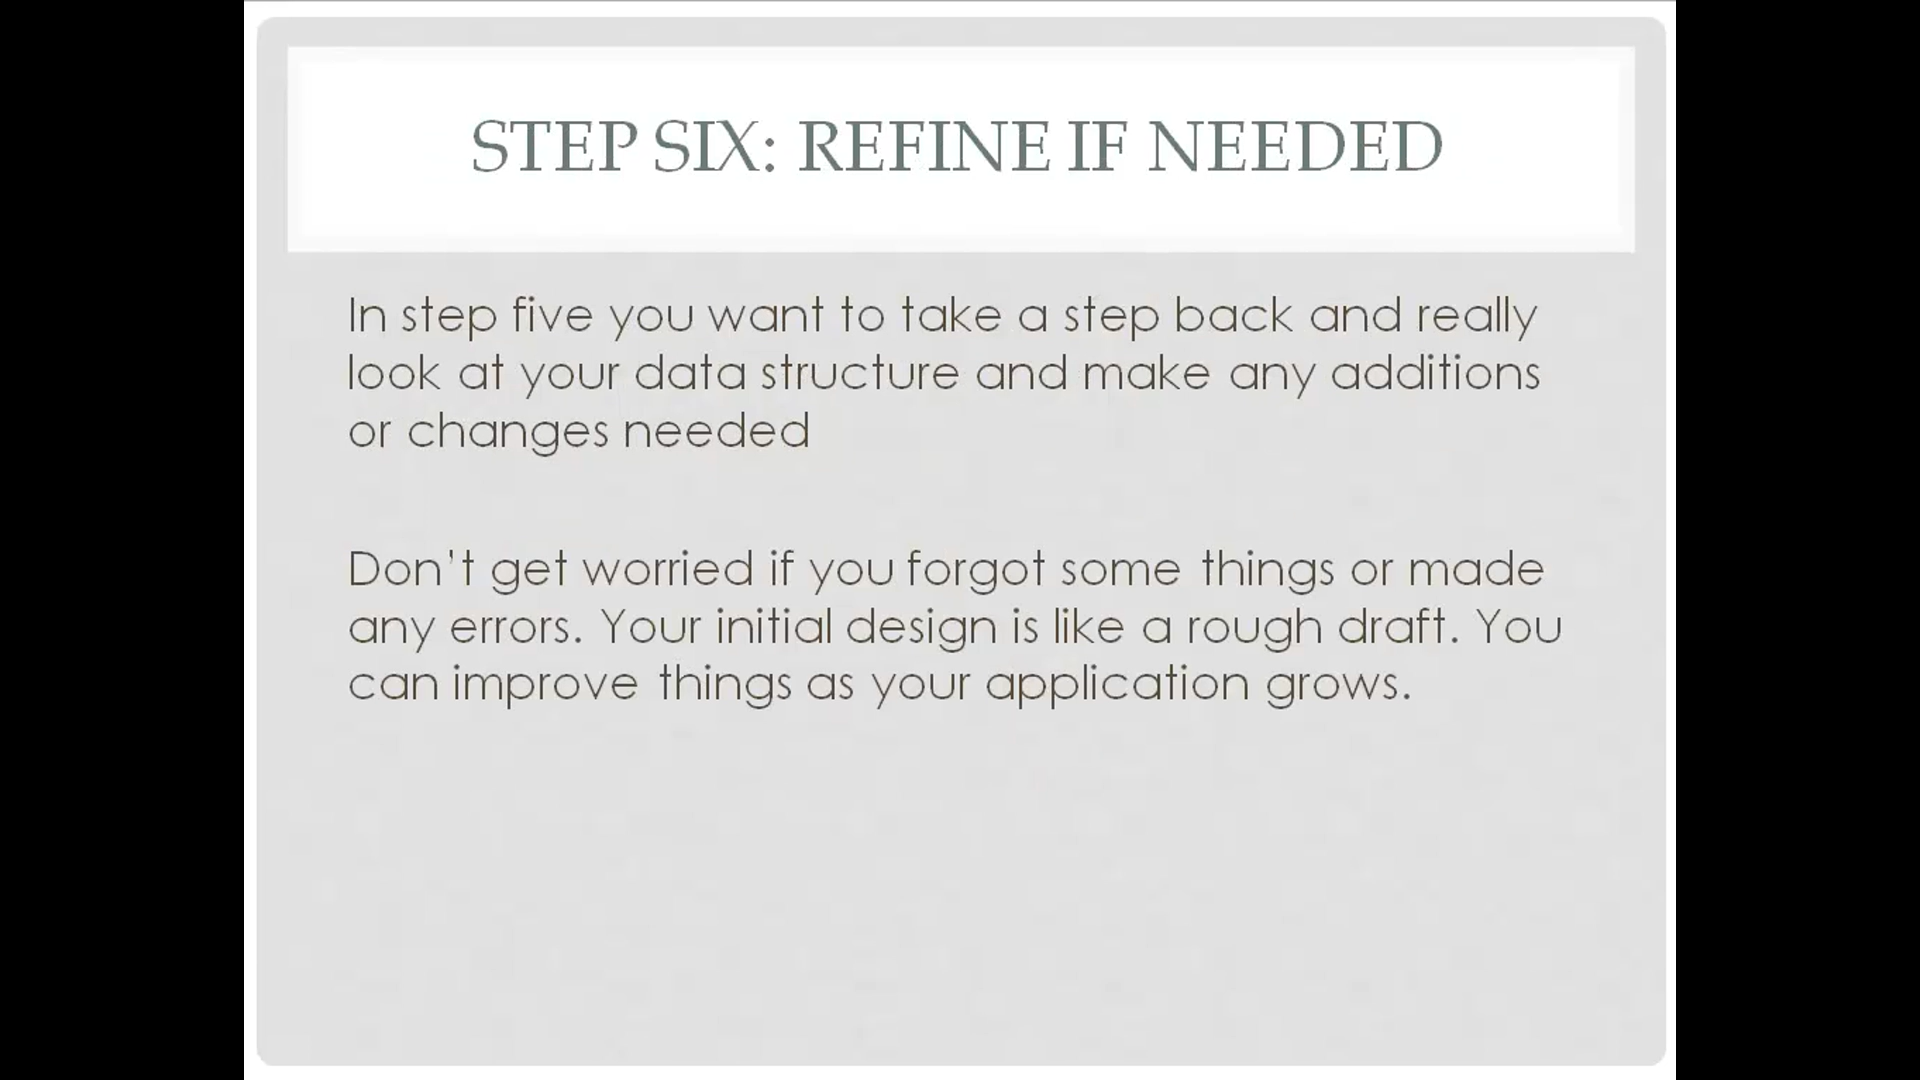 STEP SIX: REFINE IF NEEDED
In step five you want to take a step back and really
look at your data structure and make any additions
or changes needed
Don't get worried if you forgot some things or made
any errors. Your initial design is like a rough draft. You
can improve things as your application grows.